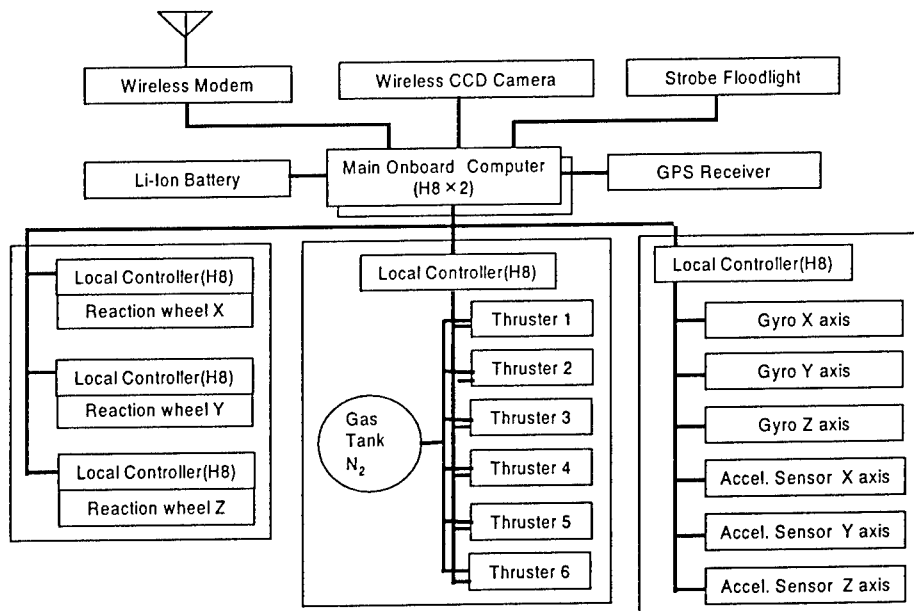 Wireless Modem
Wireless CCD Camera
Strobe Floodlight
Li-Ion Battery
Main Onboard Computer
(H8 × 2)
GPS Receiver
Local Controller(H8)
Reaction wheel X
Local Controller(H8)
Reaction wheel Y
Local Controller(H8)
Reaction wheel Z
Local Controller(H8)
Gas
Tank
N₂
Thruster 1
Thruster 2
Thruster 3
Thruster 4
Thruster 5
Thruster 6
Local Controller(H8)
Gyro X axis
Gyro Y axis
Gyro Z axis
Accel. Sensor X axis
Accel. Sensor Y axis
Accel. Sensor Z axis